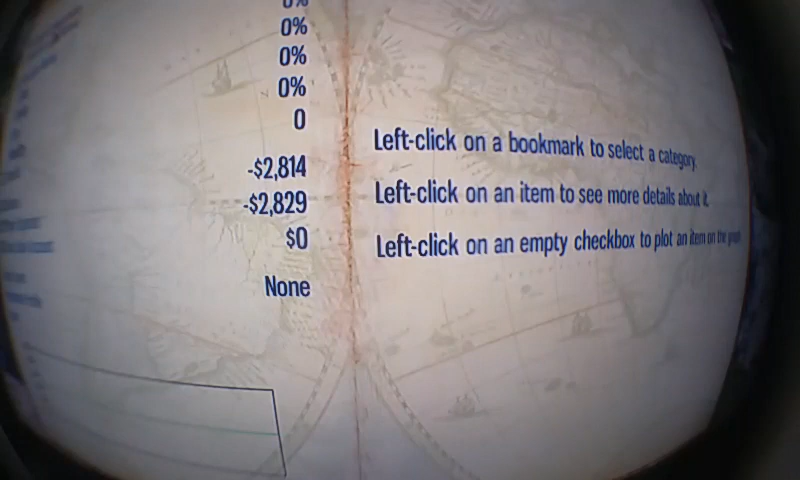 0%
0%
0%
0%
0
-$2,814
-$2,829
$0
None
Left-click on a bookmark to select a category.
Left-click on an item to see more details about it.
Left-click on an empty checkbox to plot an item on the graph